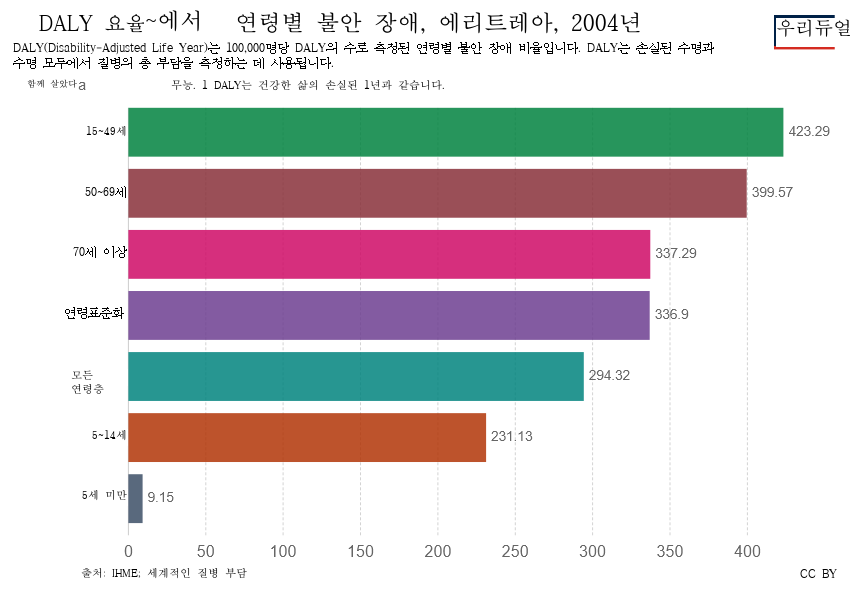 DALY 요율~에서 연령별 불안 장애, 에리트레아, 2004년
우리듀얼
DALY(Disability-Adjusted Life Year)는 100,000명당 DALY의 수로 측정된 연령별 불안 장애 비율입니다. DALY는 손실된 수명과
수명 모두에서 질병의 총 부담을 측정하는 데 사용됩니다.
함께 살았다a 무능. 1 DALY는 건강한 삶의 손실된 1년과 같습니다.
15~49세 423.29
50~69세 399.57
70세 이상 337.29
연령표준화 336.9
모든
연령층 294.32
5~14세 231.13
5세 미만 9.15
0 50 100 150 200 250 300 350 400
출처: IHME; 세계적인 질병 부담
CC BY